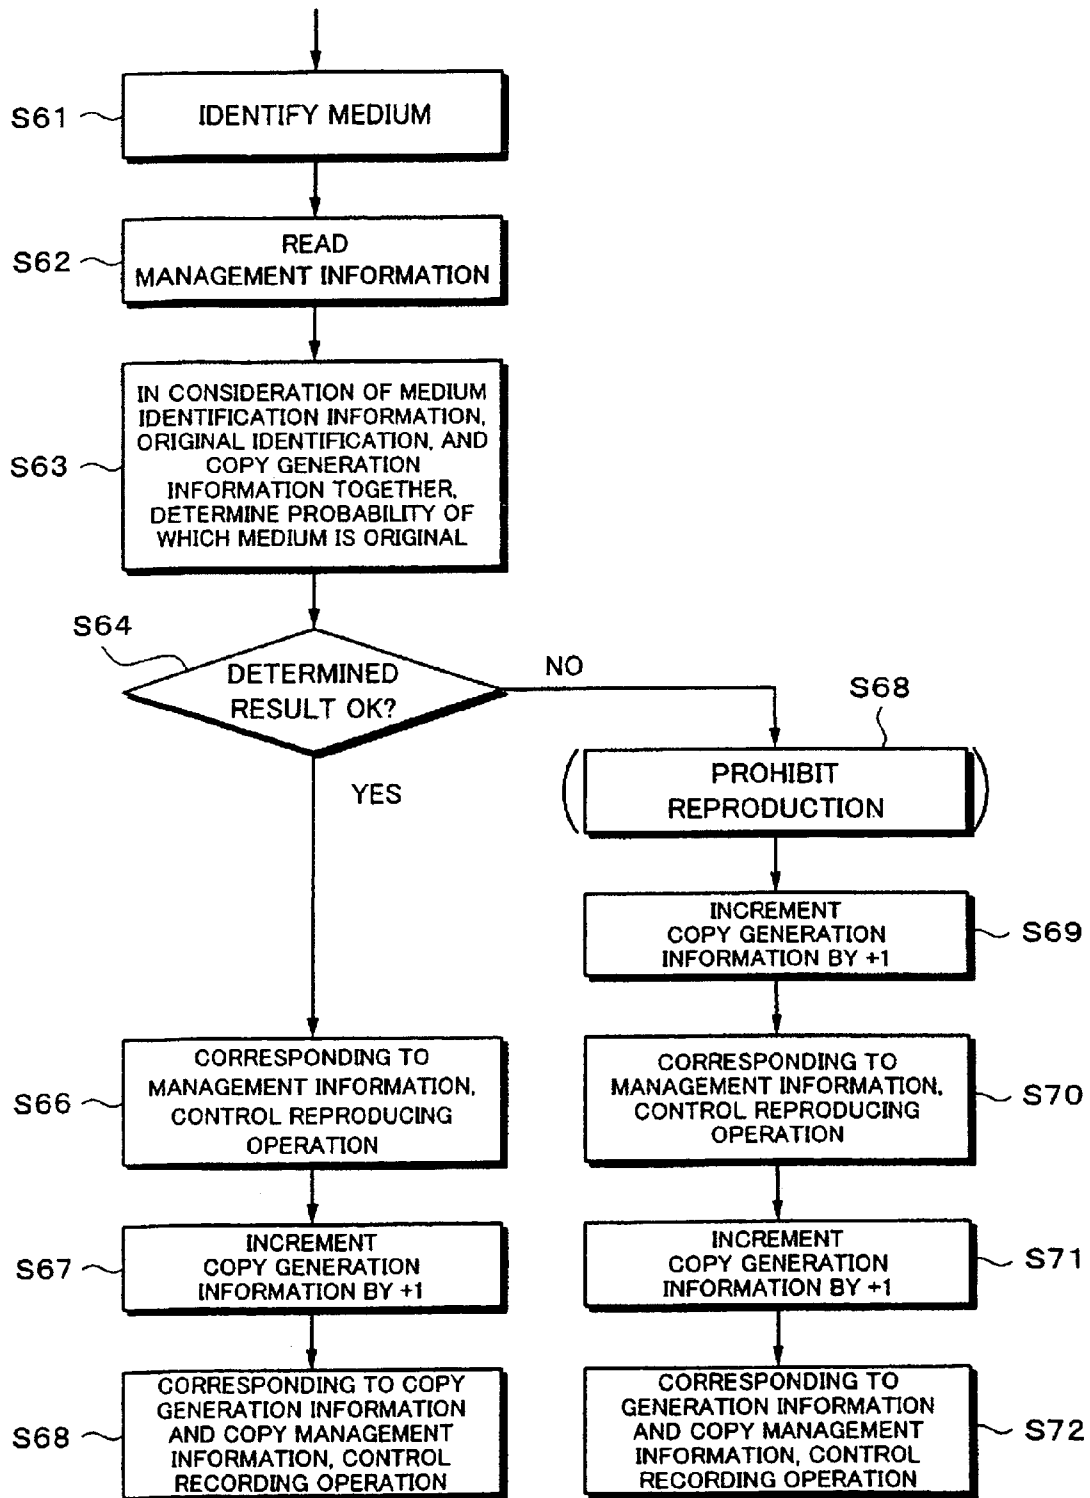 S61
IDENTIFY MEDIUM
S62
READ
MANAGEMENT INFORMATION
S63
IN CONSIDERATION OF MEDIUM
IDENTIFICATION INFORMATION,
ORIGINAL IDENTIFICATION, AND
COPY GENERATION
INFORMATION TOGETHER,
DETERMINE PROBABILITY OF
WHICH MEDIUM IS ORIGINAL
S64
DETERMINED
RESULT OK?
NO
YES
S68
PROHIBIT
REPRODUCTION
INCREMENT
COPY GENERATION
INFORMATION BY +1
S69
S66
CORRESPONDING TO
MANAGEMENT INFORMATION,
CONTROL REPRODUCING
OPERATION
CORRESPONDING TO
MANAGEMENT INFORMATION,
CONTROL REPRODUCING
OPERATION
S70
S67
INCREMENT
COPY GENERATION
INFORMATION BY +1
INCREMENT
COPY GENERATION
INFORMATION BY +1
S71
S68
CORRESPONDING TO COPY
GENERATION INFORMATION
AND COPY MANAGEMENT
INFORMATION, CONTROL
RECORDING OPERATION
CORRESPONDING TO
GENERATION INFORMATION
AND COPY MANAGEMENT
INFORMATION, CONTROL
RECORDING OPERATION
S72